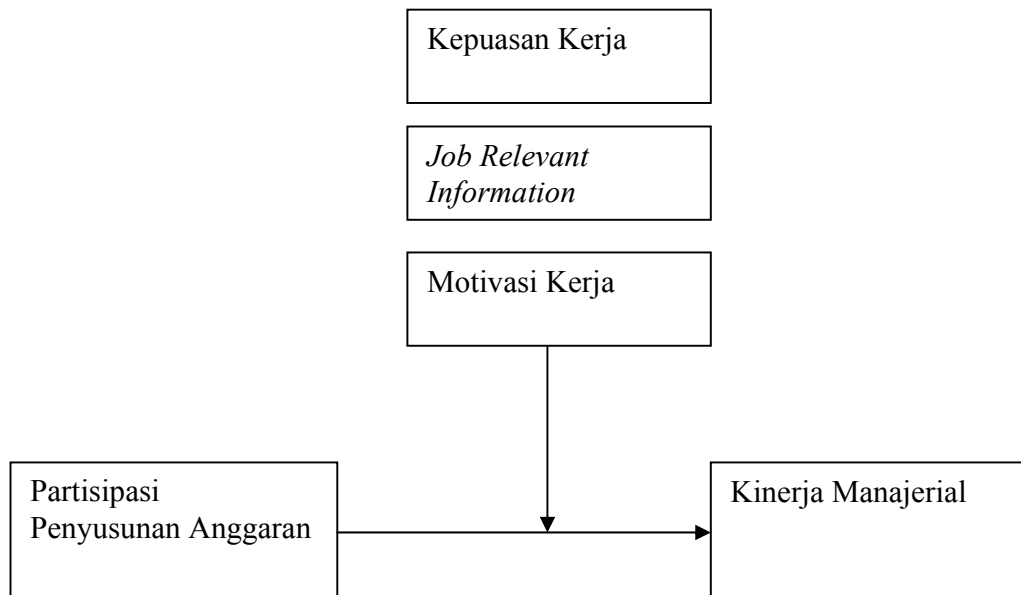 Kepuasan Kerja
Job Relevant
Information
Motivasi Kerja
Partisipasi
Penyusunan Anggaran
Kinerja Manajerial